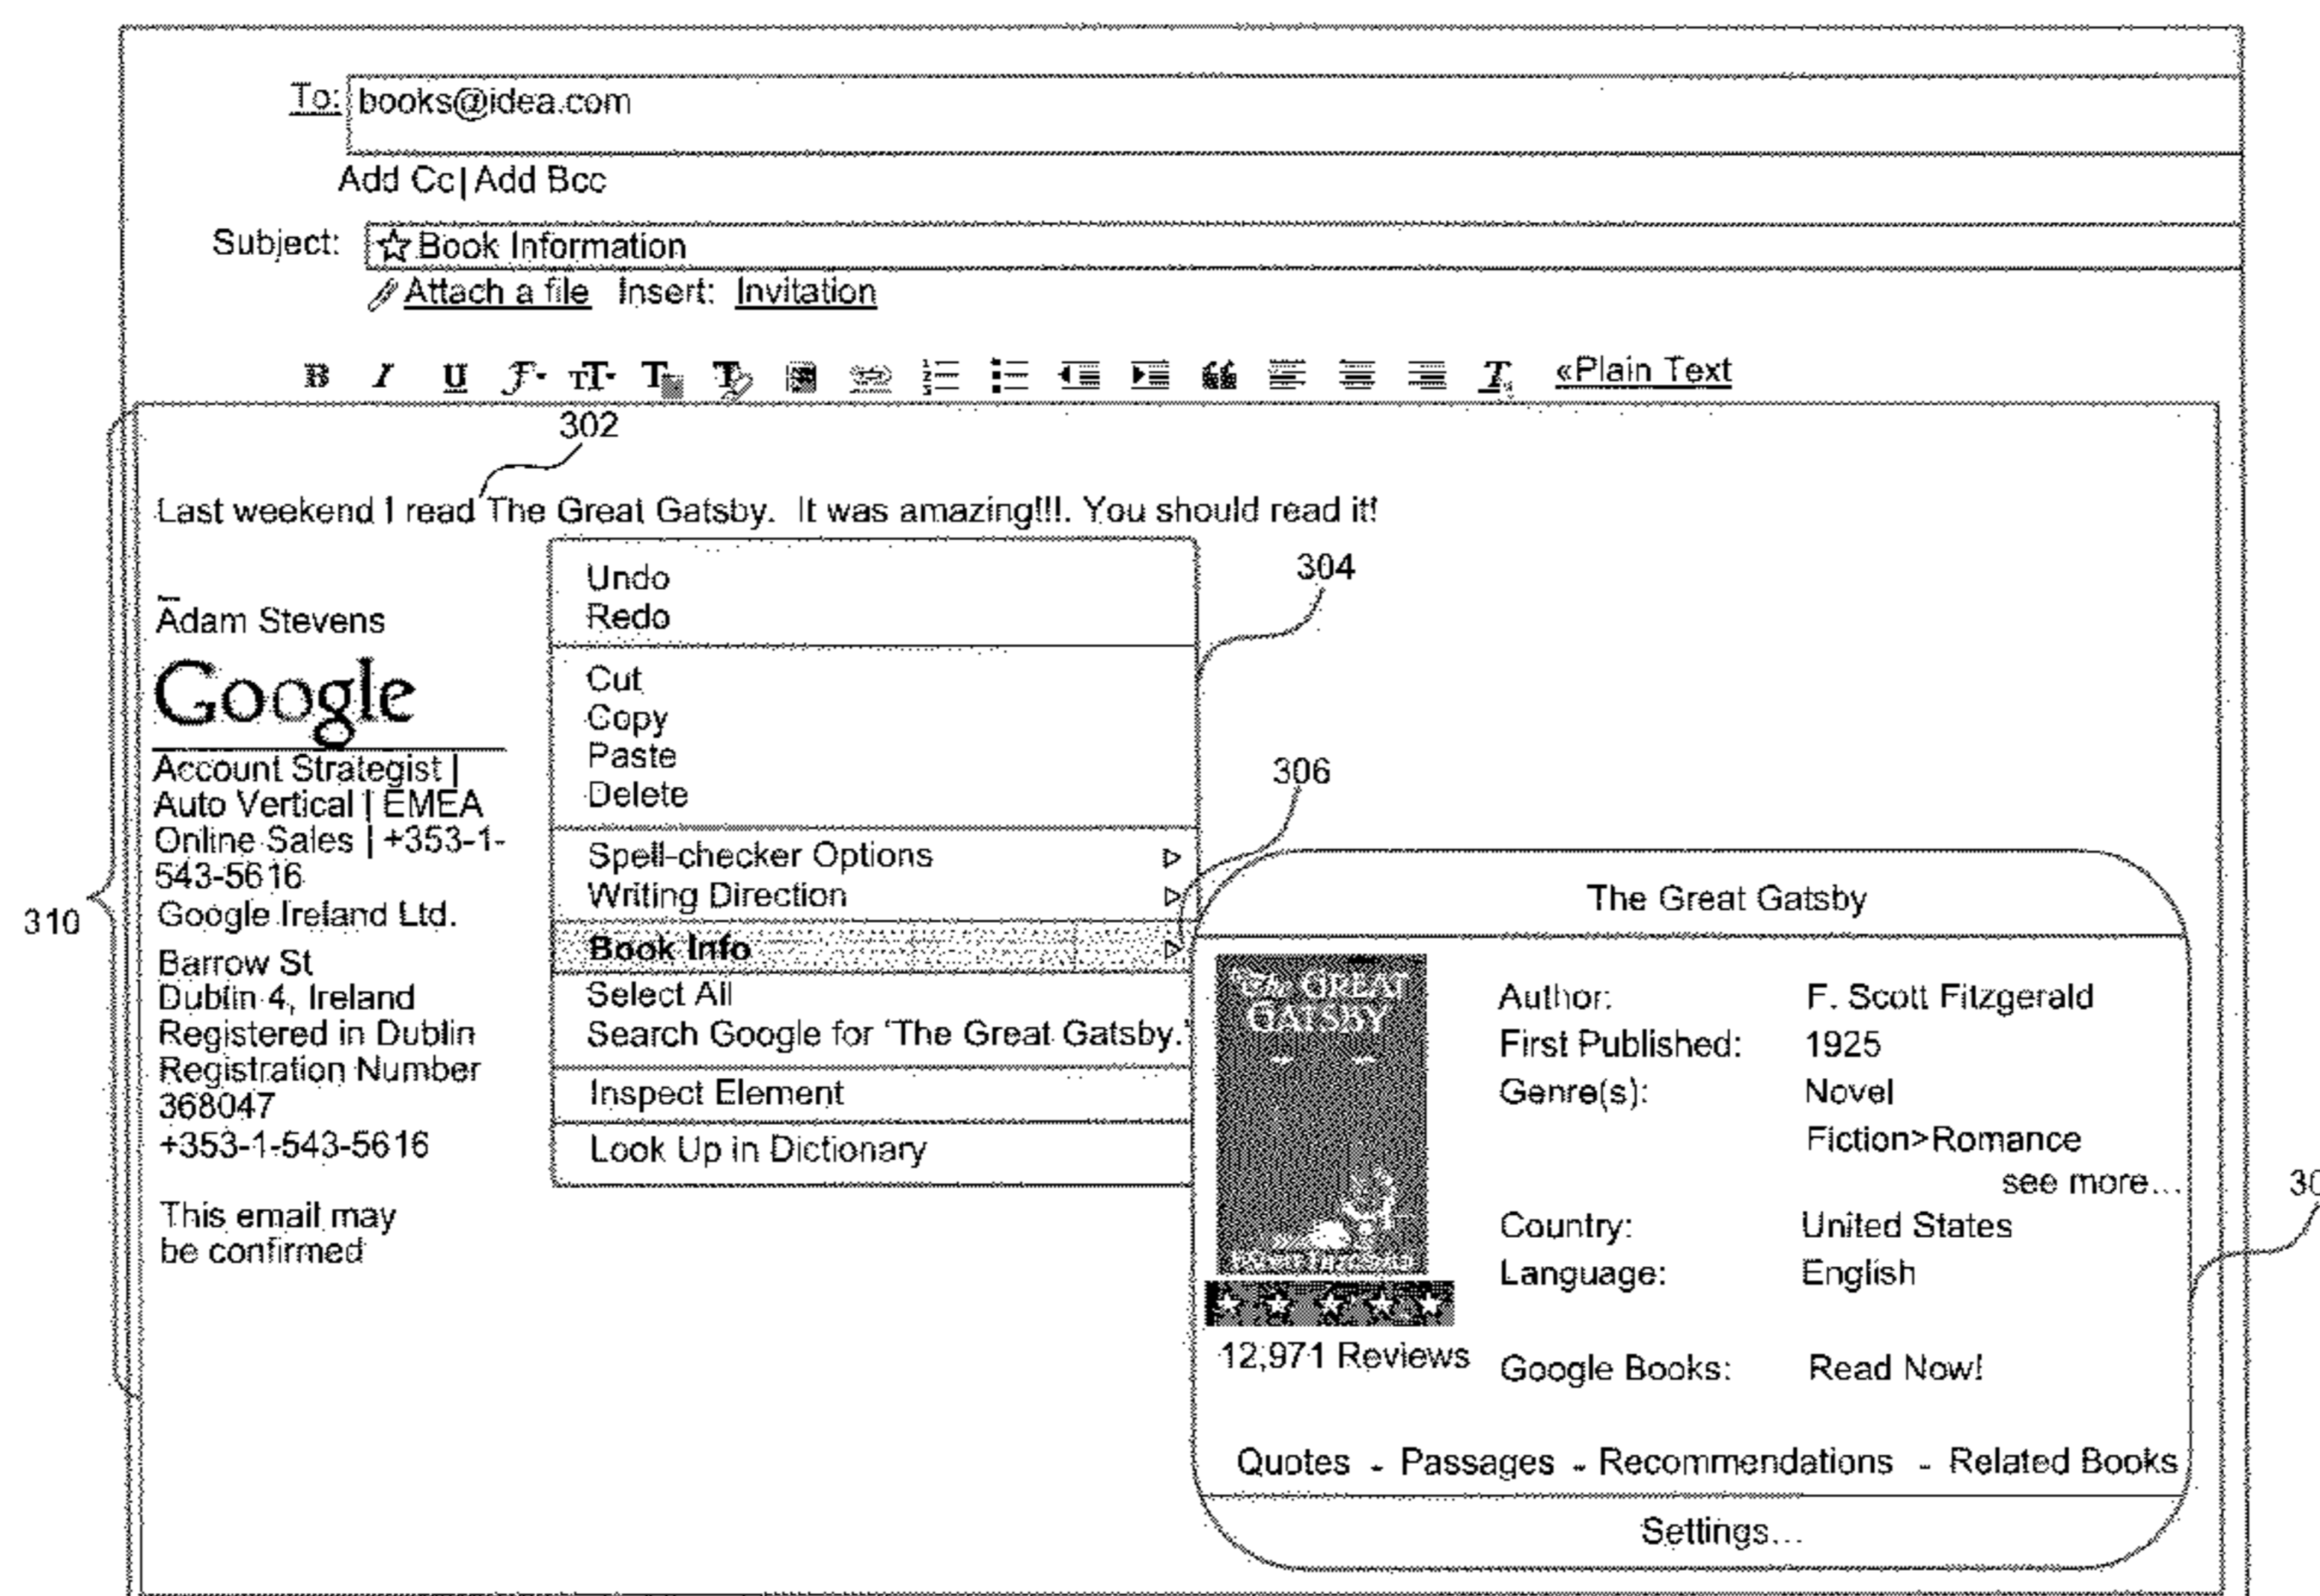 To: books@idea.com
Add Cc| Add Bcc
Subject: ☆ Book Information
Attach a file Insert: Invitation
B I U «Plain Text
302
Last weekend I read The Great Gatsby. It was amazing!!!. You should read it!
Adam Stevens
Google
Account Strategist |
Auto Vertical | EMEA
Online Sales | +353-1-
543-5616
Google Ireland Ltd.
Barrow St
Dublin 4, Ireland
Registered in Dublin
Registration Number
368047
+353-1-543-5616
This email may
be confirmed
310
Undo
Redo
Cut
Copy
Paste
Delete
Spell-checker Options
Writing Direction
Book Info
Select All
Search Google for ‘The Great Gatsby.’
Inspect Element
Look Up in Dictionary
304
306
The Great Gatsby
The GREAT
GATSBY
12,971 Reviews
Author: F. Scott Fitzgerald
First Published: 1925
Genre(s): Novel
Fiction>Romance
see more...
Country: United States
Language: English
Google Books: Read Now!
Quotes - Passages - Recommendations - Related Books
Settings...